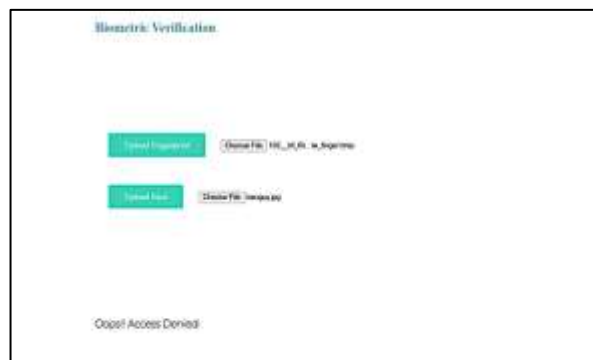 Biometric Verification
Upload Fingerprint Choose File
Upload Face Choose File
Oops! Access Denied